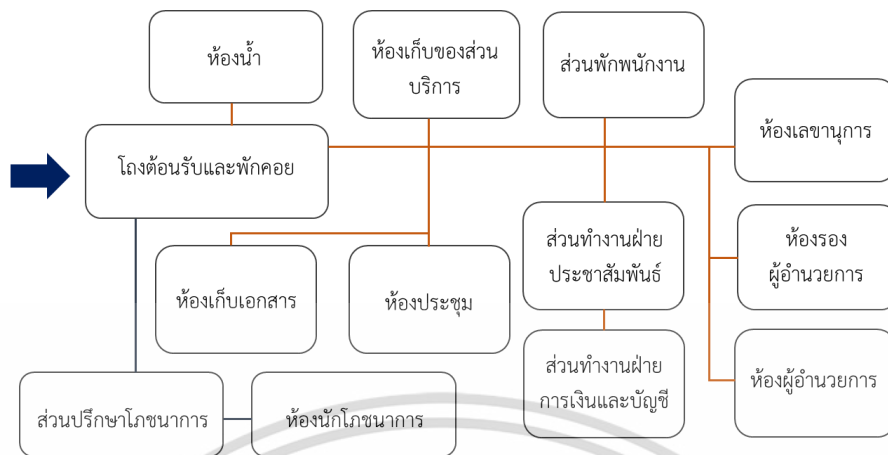 ห้องน้ำ
ห้องเก็บของส่วน
บริการ
ส่วนพักพนักงาน
โถงต้อนรับและพักคอย
ห้องเลขานุการ
ส่วนทำงานฝ่าย
ประชาสัมพันธ์
ห้องรอง
ผู้อำนวยการ
ห้องเก็บเอกสาร
ห้องประชุม
ส่วนทำงานฝ่าย
การเงินและบัญชี
ห้องผู้อำนวยการ
ส่วนปรึกษาโภชนาการ
ห้องนักโภชนาการ